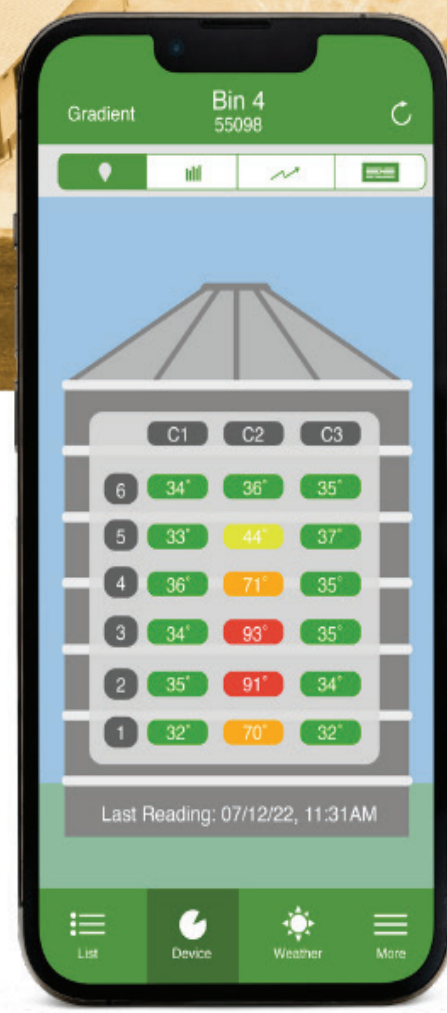 Gradient
Bin 4
55098
C1 C2 C3
6 34° 36° 35°
5 33° 44° 37°
4 36° 71° 35°
3 34° 93° 35°
2 35° 91° 34°
1 32° 70° 32°
Last Reading: 07/12/22, 11:31AM
List Device Weather More